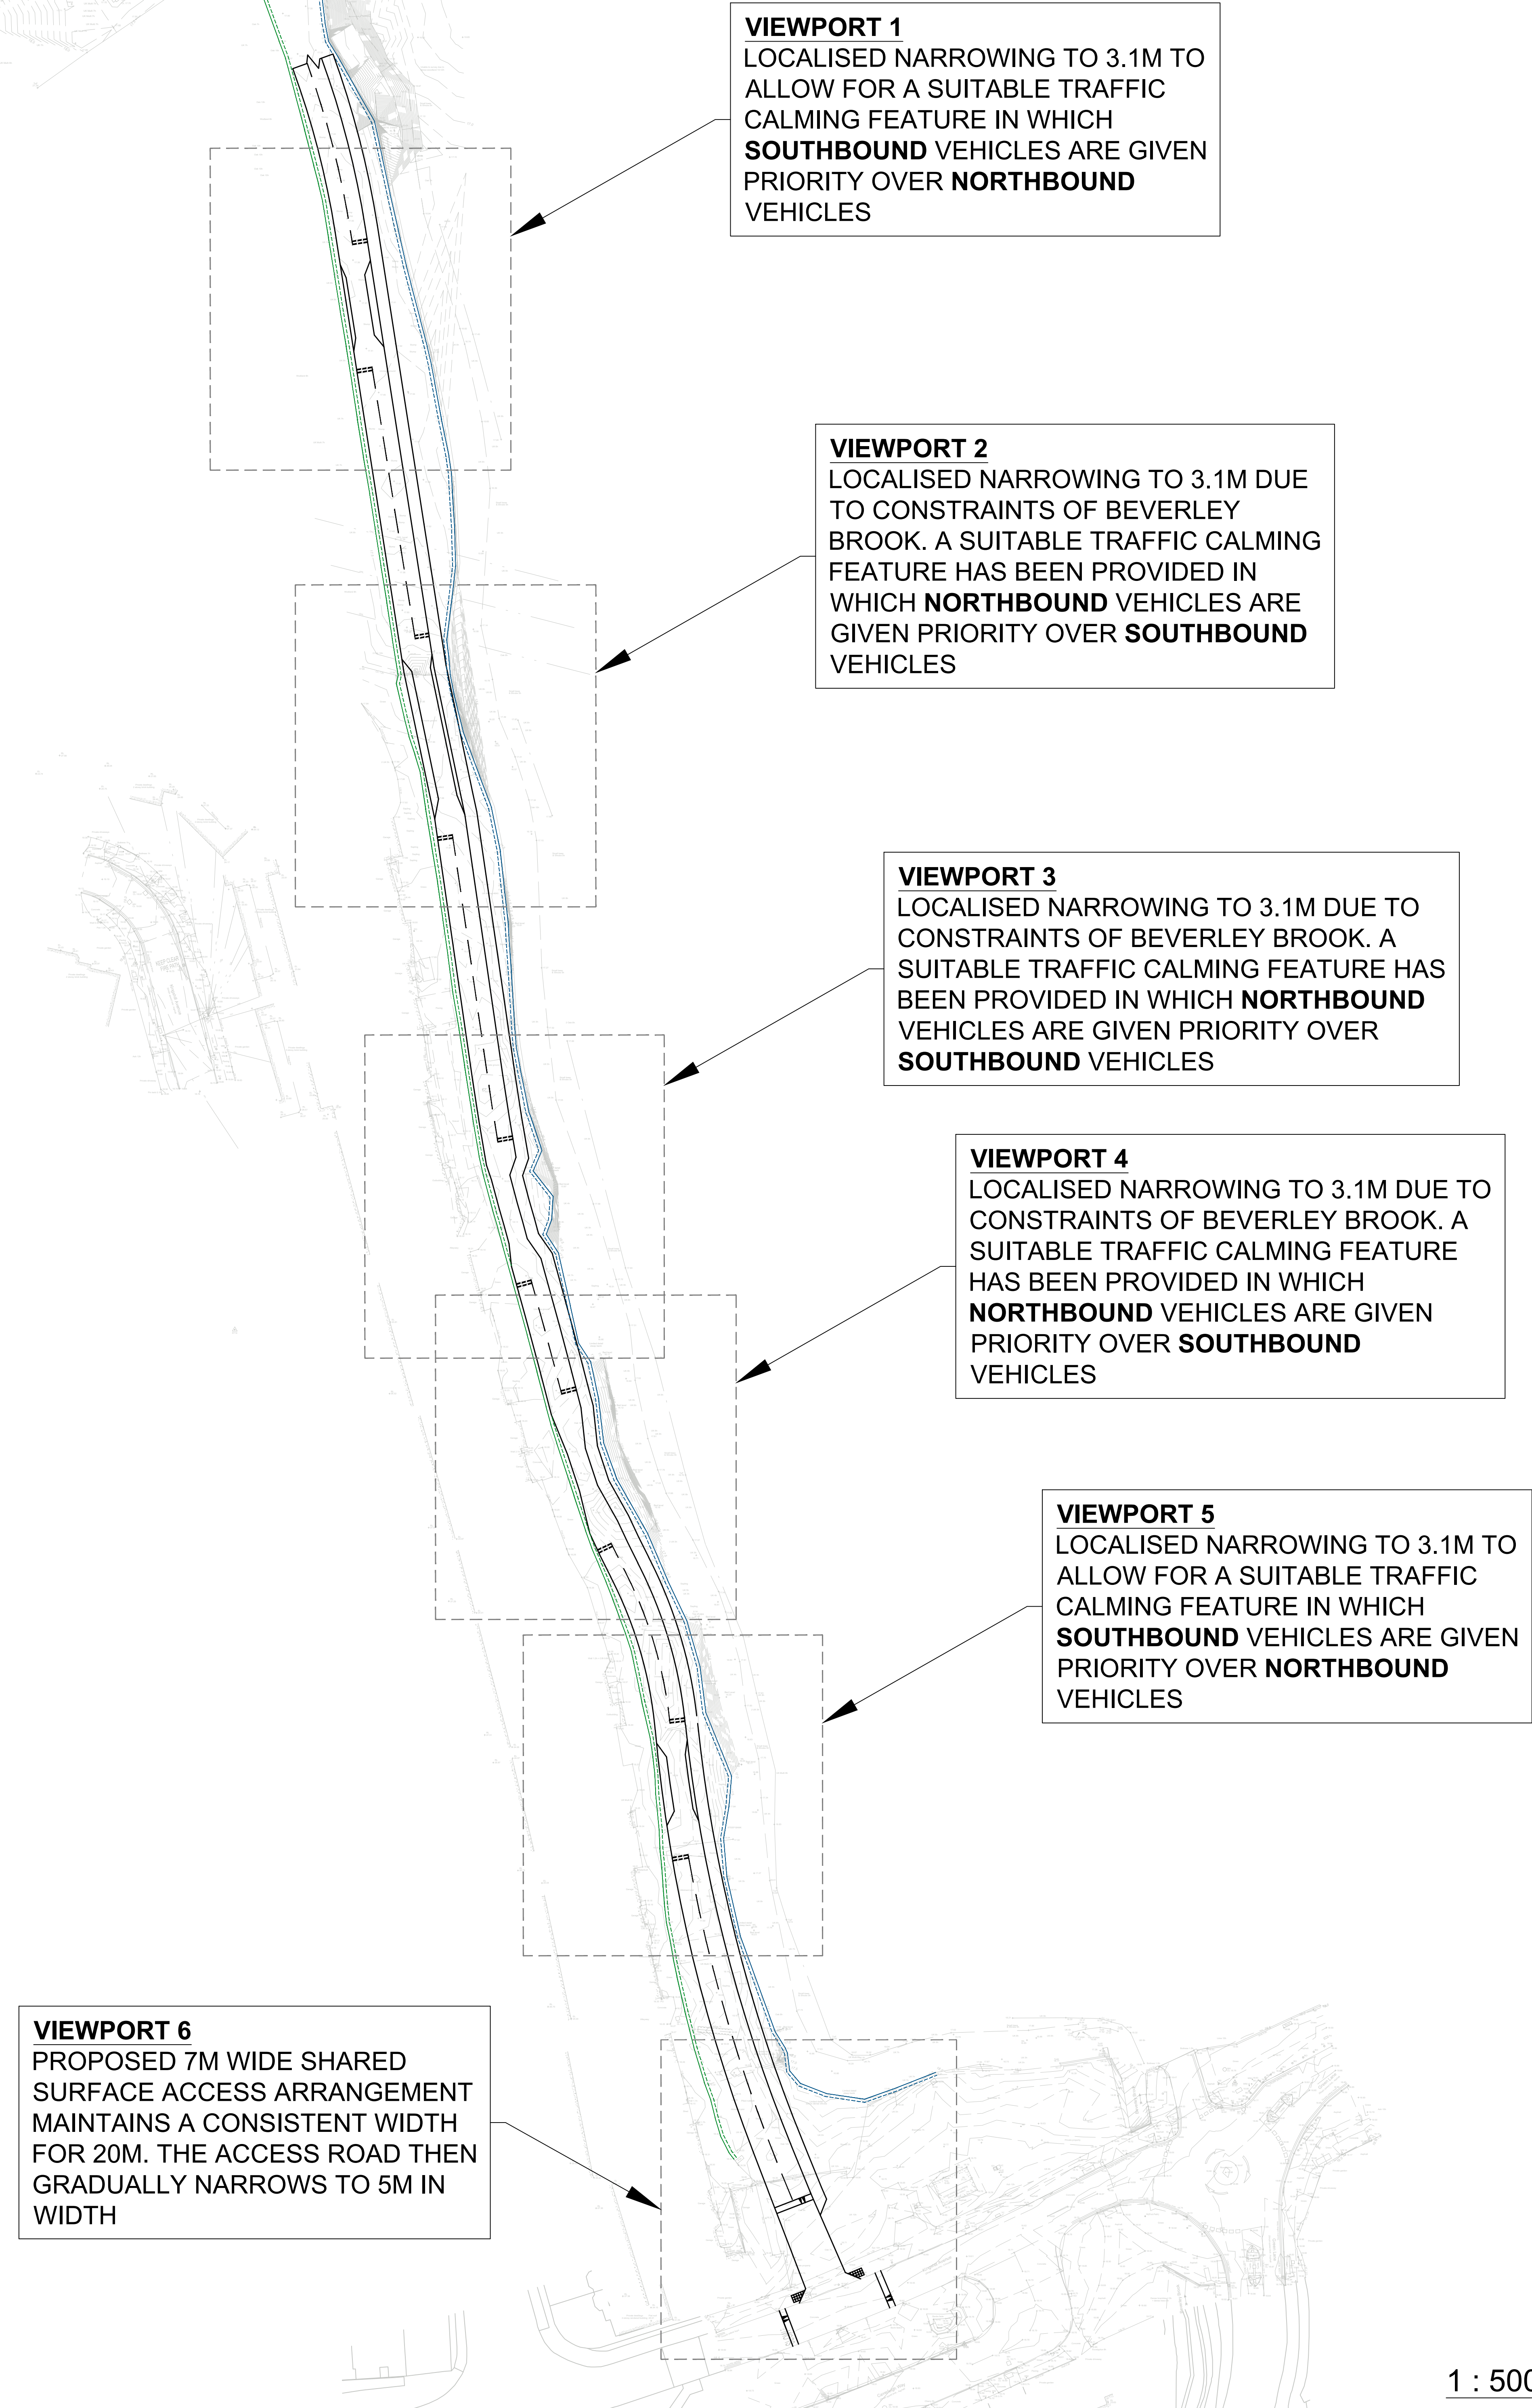 VIEWPORT 1
LOCALISED NARROWING TO 3.1M TO
ALLOW FOR A SUITABLE TRAFFIC
CALMING FEATURE IN WHICH
SOUTHBOUND VEHICLES ARE GIVEN
PRIORITY OVER NORTHBOUND
VEHICLES
VIEWPORT 2
LOCALISED NARROWING TO 3.1M DUE
TO CONSTRAINTS OF BEVERLEY
BROOK. A SUITABLE TRAFFIC CALMING
FEATURE HAS BEEN PROVIDED IN
WHICH NORTHBOUND VEHICLES ARE
GIVEN PRIORITY OVER SOUTHBOUND
VEHICLES
VIEWPORT 3
LOCALISED NARROWING TO 3.1M DUE TO
CONSTRAINTS OF BEVERLEY BROOK. A
SUITABLE TRAFFIC CALMING FEATURE HAS
BEEN PROVIDED IN WHICH NORTHBOUND
VEHICLES ARE GIVEN PRIORITY OVER
SOUTHBOUND VEHICLES
VIEWPORT 4
LOCALISED NARROWING TO 3.1M DUE TO
CONSTRAINTS OF BEVERLEY BROOK. A
SUITABLE TRAFFIC CALMING FEATURE
HAS BEEN PROVIDED IN WHICH
NORTHBOUND VEHICLES ARE GIVEN
PRIORITY OVER SOUTHBOUND
VEHICLES
VIEWPORT 5
LOCALISED NARROWING TO 3.1M TO
ALLOW FOR A SUITABLE TRAFFIC
CALMING FEATURE IN WHICH
SOUTHBOUND VEHICLES ARE GIVEN
PRIORITY OVER NORTHBOUND
VEHICLES
VIEWPORT 6
PROPOSED 7M WIDE SHARED
SURFACE ACCESS ARRANGEMENT
MAINTAINS A CONSISTENT WIDTH
FOR 20M. THE ACCESS ROAD THEN
GRADUALLY NARROWS TO 5M IN
WIDTH
1 : 500